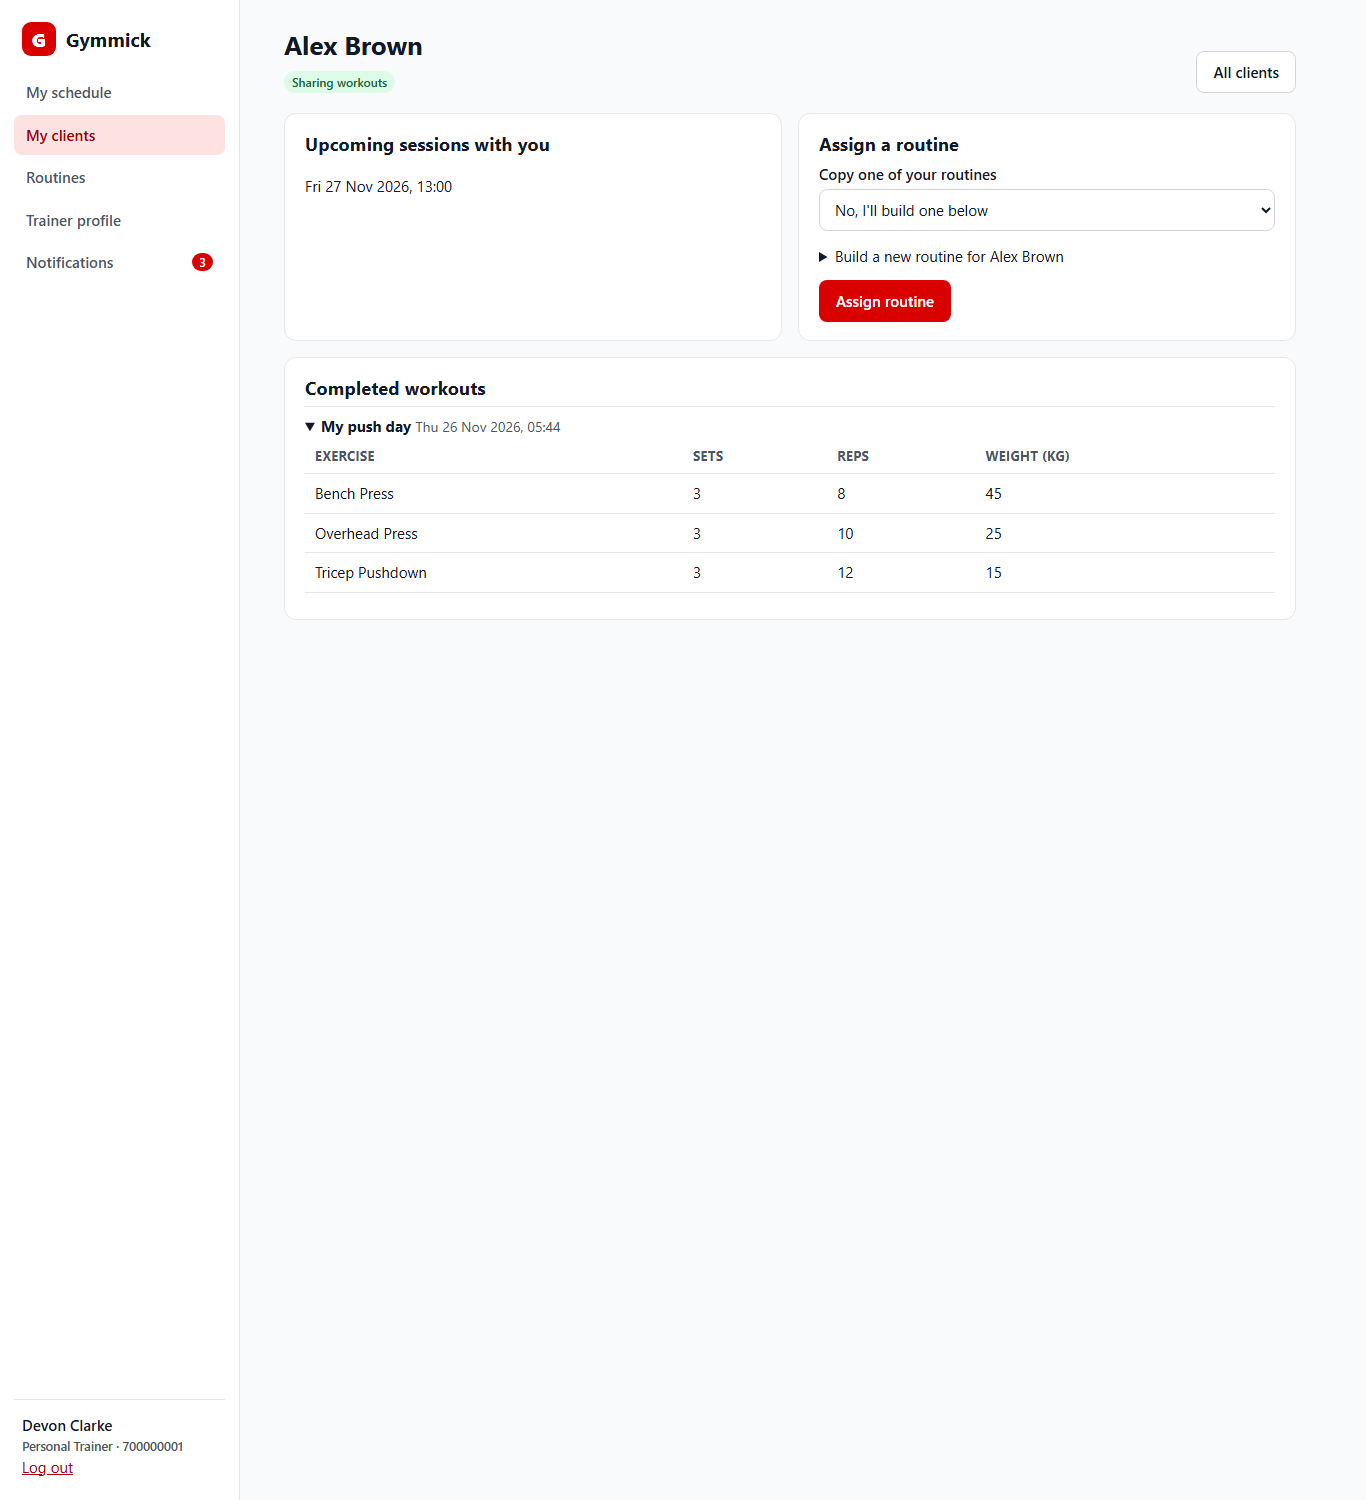 G Gymmick
My schedule
My clients
Routines
Trainer profile
Notifications 3
Alex Brown
Sharing workouts
All clients
Upcoming sessions with you
Fri 27 Nov 2026, 13:00
Assign a routine
Copy one of your routines
No, I'll build one below
Build a new routine for Alex Brown
Assign routine
Completed workouts
My push day Thu 26 Nov 2026, 05:44
EXERCISE SETS REPS WEIGHT (KG)
Bench Press 3 8 45
Overhead Press 3 10 25
Tricep Pushdown 3 12 15
Devon Clarke
Personal Trainer · 700000001
Log out